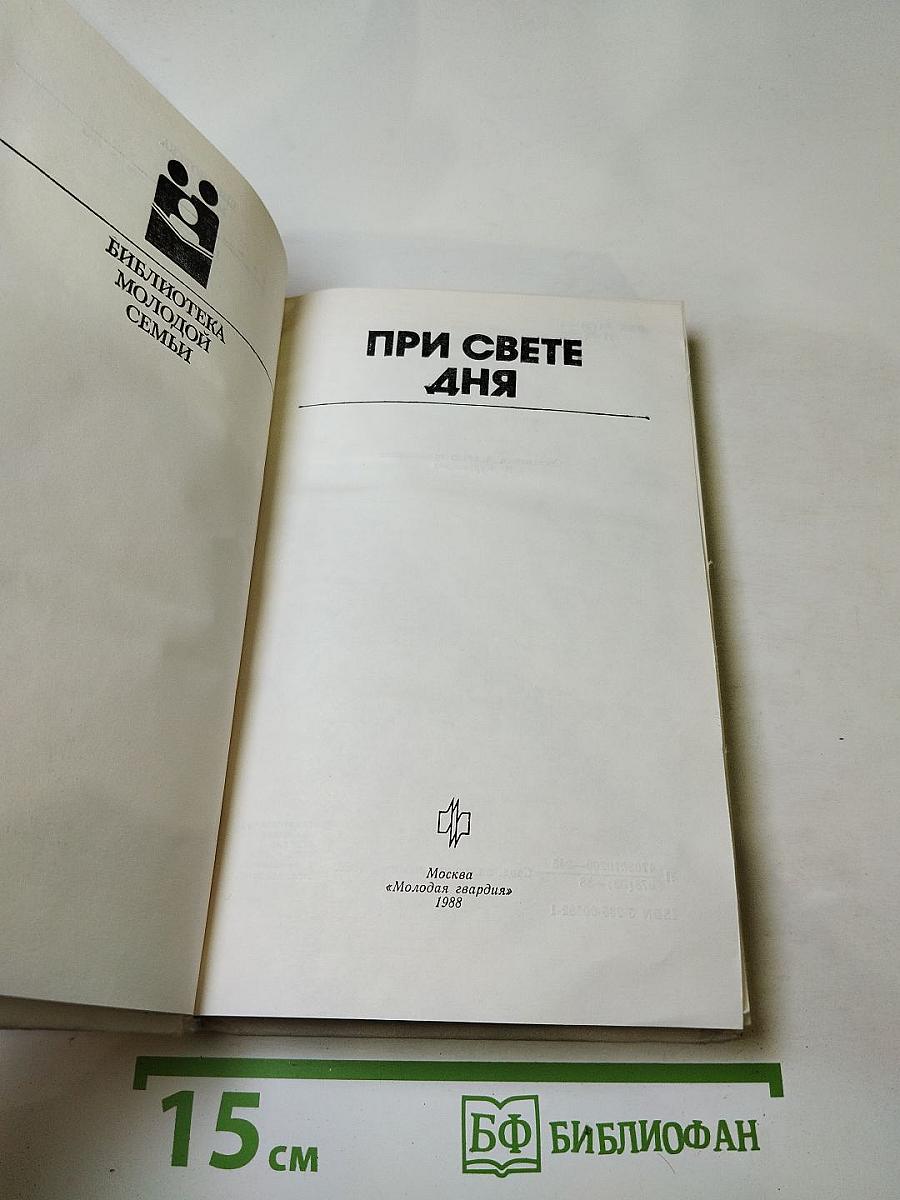 БИБЛИОТЕКА
МОЛОДОЙ
СЕМЬИ
ПРИ СВЕТЕ
ДНЯ
Москва
«Молодая гвардия»
1988
15 см
БФ БИБЛИОФАН